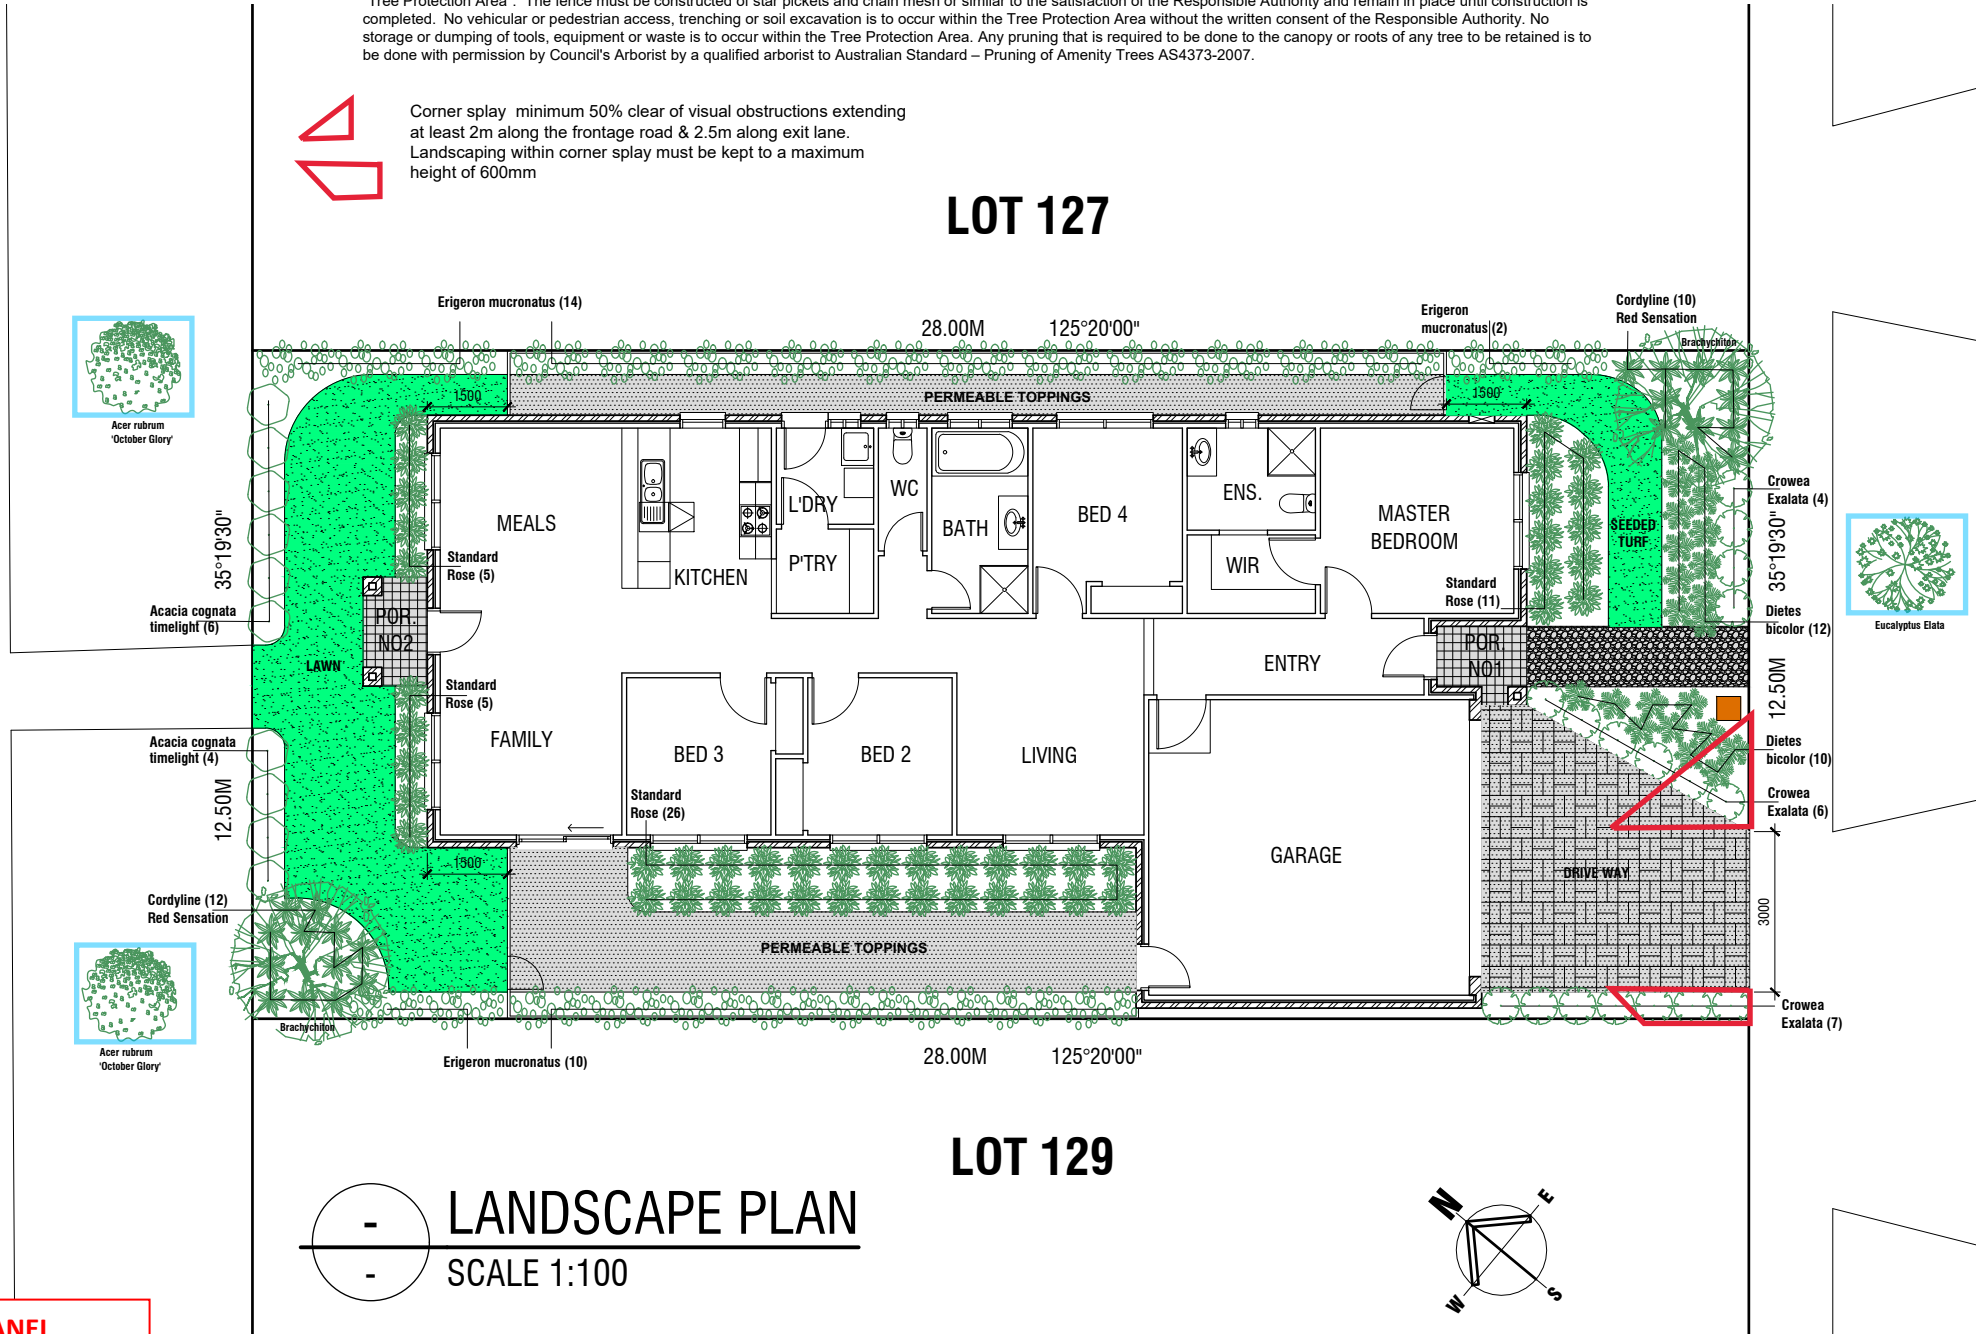 "Tree Protection Area". The fence must be constructed of star pickets and chain mesh or similar to the satisfaction of the Responsible Authority and remain in place until construction is
completed. No vehicular or pedestrian access, trenching or soil excavation is to occur within the Tree Protection Area without the written consent of the Responsible Authority. No
storage or dumping of tools, equipment or waste is to occur within the Tree Protection Area. Any pruning that is required to be done to the canopy or roots of any tree to be retained is to
be done with permission by Council's Arborist by a qualified arborist to Australian Standard – Pruning of Amenity Trees AS4373-2007.
Corner splay minimum 50% clear of visual obstructions extending
at least 2m along the frontage road & 2.5m along exit lane.
Landscaping within corner splay must be kept to a maximum
height of 600mm
LOT 127
Erigeron mucronatus (14)
28.00M 125°20'00"
Erigeron
mucronatus (2)
Cordyline (10)
Red Sensation
Brachychiton
Acer rubrum
'October Glory'
1500
PERMEABLE TOPPINGS
1500
MEALS
KITCHEN
L'DRY
P'TRY
WC
BATH
BED 4
ENS.
WIR
MASTER
BEDROOM
SEEDED
TURF
Crowea
Exalata (4)
35°19'30"
35°19'30"
Eucalyptus Elata
Standard
Rose (5)
Standard
Rose (11)
Acacia cognata
timelight (6)
POR.
NO2
LAWN
Dietes
bicolor (12)
POR.
NO1
ENTRY
Standard
Rose (5)
12.50M
Acacia cognata
timelight (4)
FAMILY
BED 3
BED 2
LIVING
Dietes
bicolor (10)
12.50M
Standard
Rose (26)
Crowea
Exalata (6)
GARAGE
1500
DRIVE WAY
Cordyline (12)
Red Sensation
3000
PERMEABLE TOPPINGS
Brachychiton
Acer rubrum
'October Glory'
Crowea
Exalata (7)
Erigeron mucronatus (10)
28.00M 125°20'00"
LOT 129
-
LANDSCAPE PLAN
-
SCALE 1:100
N
E
W
S
ANEL